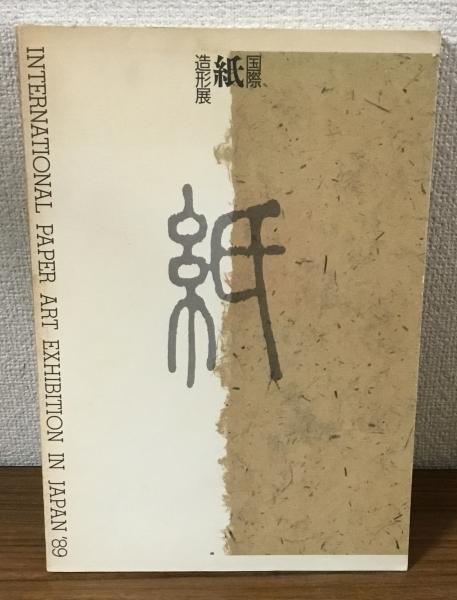 国際
紙
造形展
紙
INTERNATIONAL PAPER ART EXHIBITION IN JAPAN '89